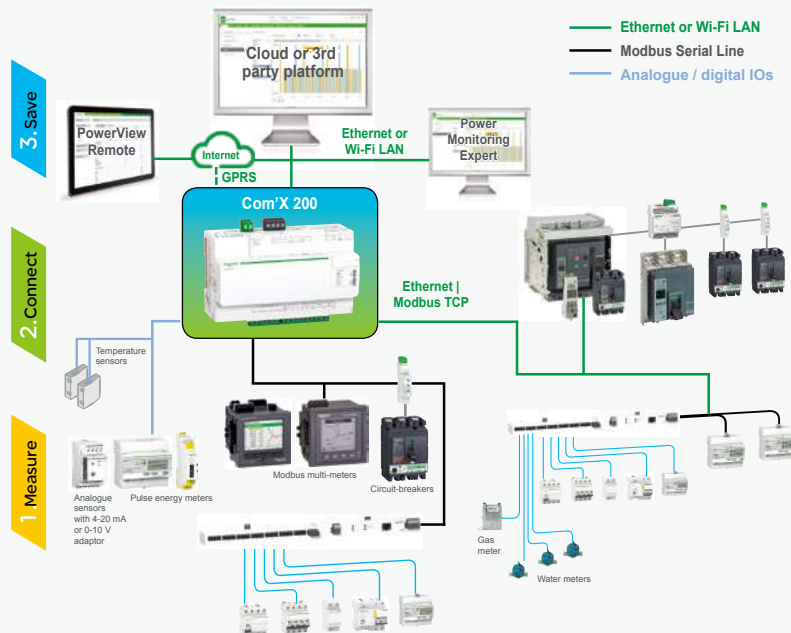 Ethernet or Wi-Fi LAN
Modbus Serial Line
Analogue / digital IOs
3. Save
Cloud or 3rd
party platform
PowerView
Remote
Internet
GPRS
Ethernet or
Wi-Fi LAN
Power
Monitoring
Expert
Com'X 200
2. Connect
Ethernet |
Modbus TCP
Temperature
sensors
1. Measure
Analogue
sensors
with 4-20 mA
or 0-10 V
adaptor
Pulse energy meters
Modbus multi-meters
Circuit-breakers
Gas
meter
Water meters